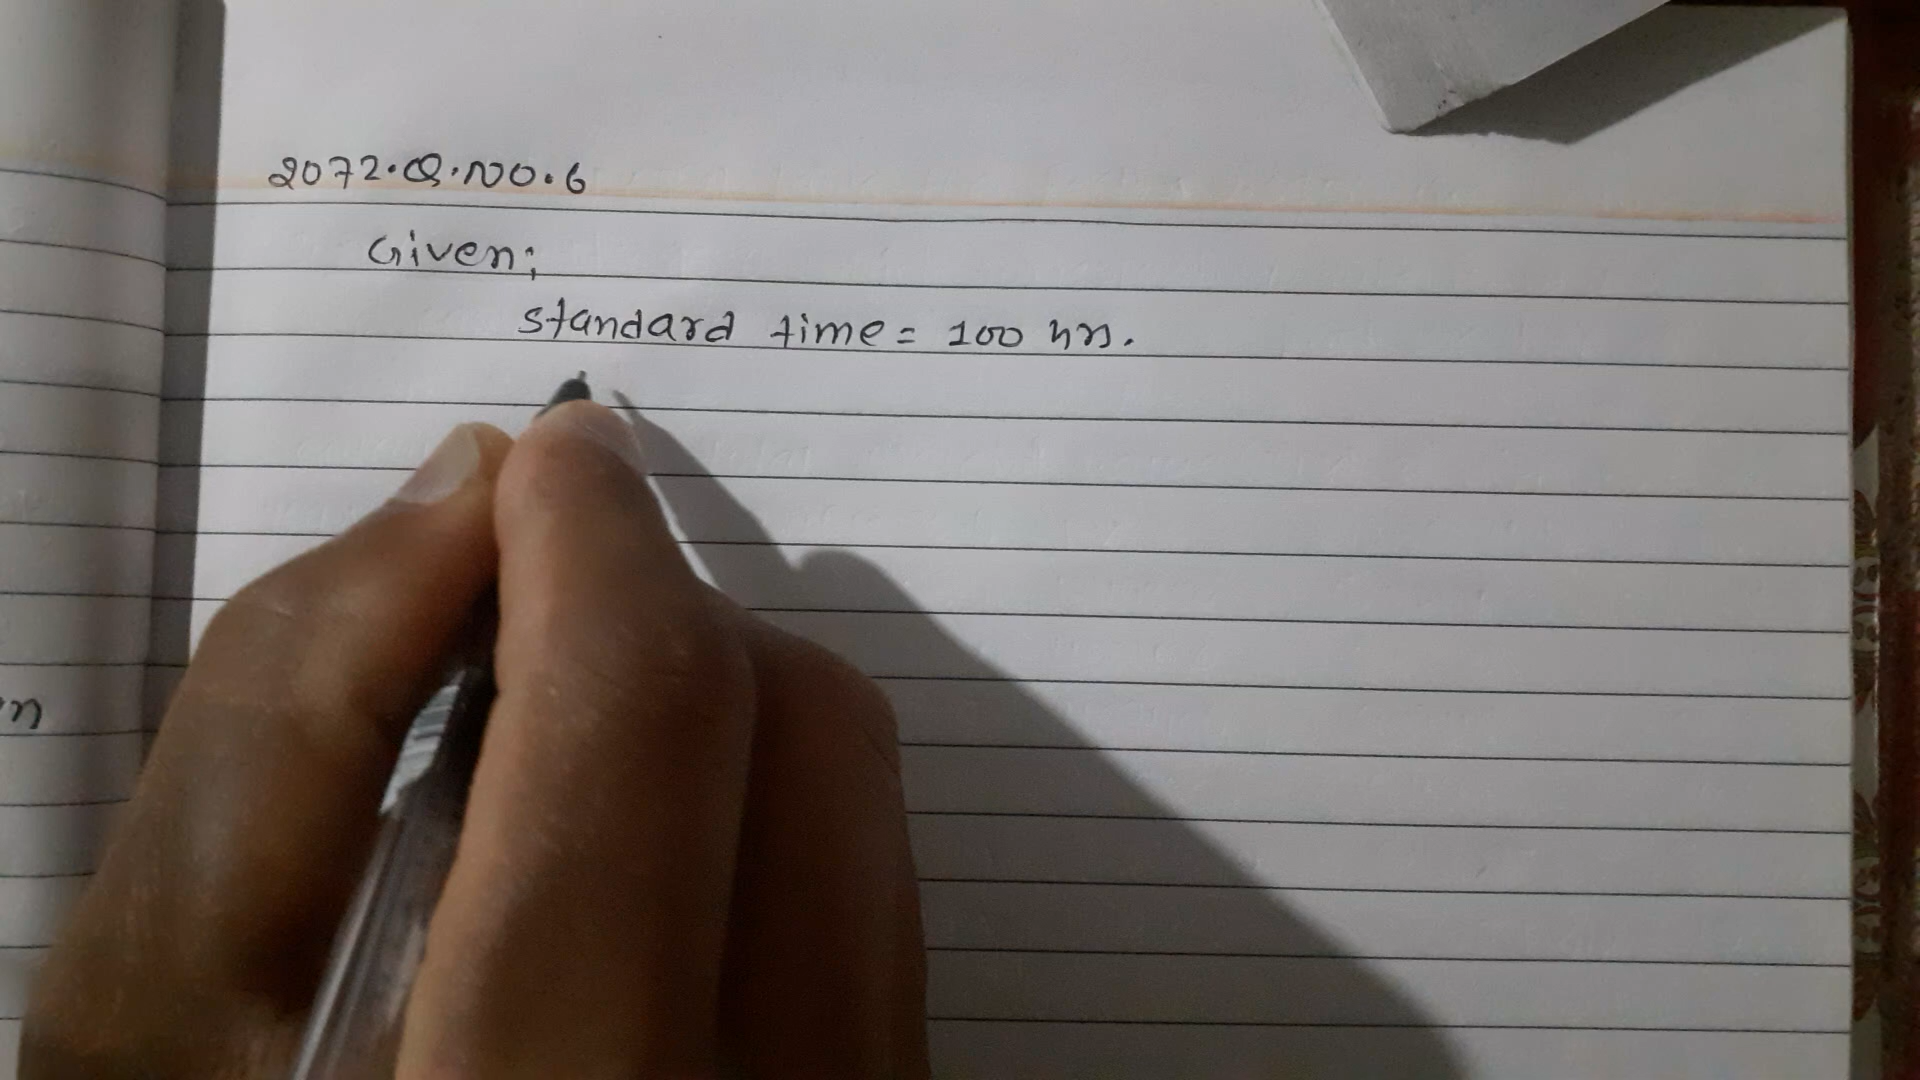 2072.Q.NO.6
Given;
standard time = 100 hrs.